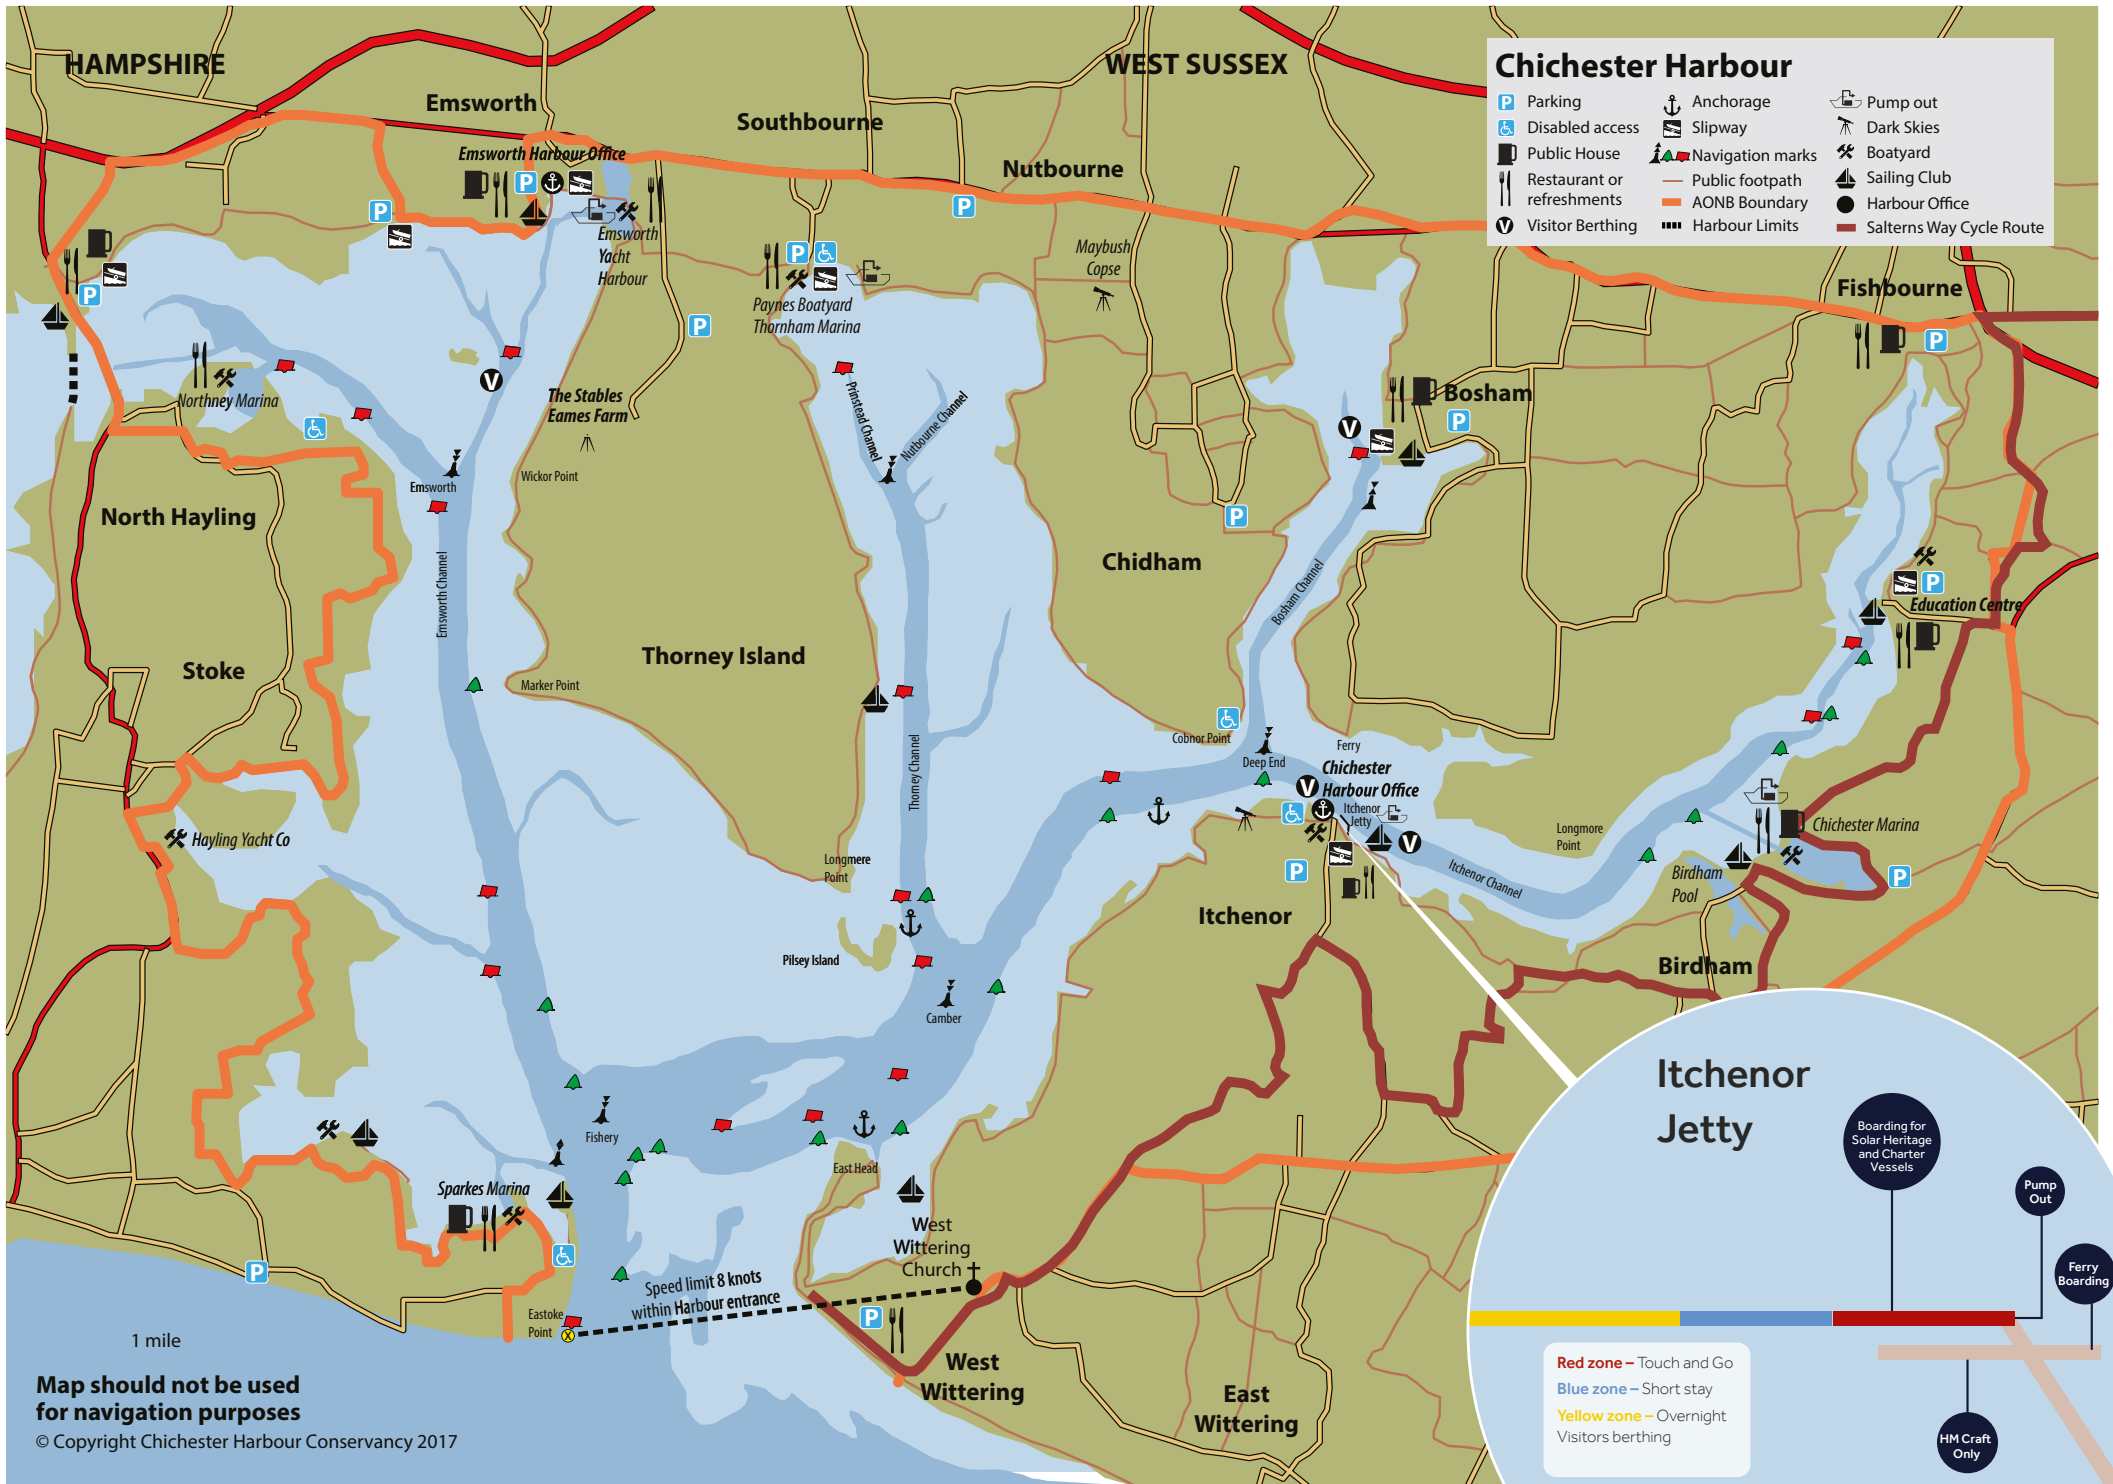 HAMPSHIRE
WEST SUSSEX
Chichester Harbour
P Parking
Disabled access
Public House
Restaurant or
refreshments
V Visitor Berthing
Anchorage
Slipway
Navigation marks
Public footpath
AONB Boundary
Harbour Limits
Pump out
Dark Skies
Boatyard
Sailing Club
Harbour Office
Salterns Way Cycle Route
Emsworth
Southbourne
Nutbourne
Emsworth Harbour Office
P
P
P
Emsworth
Yacht
Harbour
P
Paynes Boatyard
Thornham Marina
Maybush
Copse
Fishbourne
P
P
P
Northney Marina
V
The Stables
Eames Farm
Prinstead Channel
Nutbourne Channel
Bosham
P
V
Emsworth
Wickor Point
North Hayling
P
Emsworth Channel
Chidham
Bosham Channel
P
Education Centre
Thorney Island
Stoke
Marker Point
Thorney Channel
Cobnor Point
Deep End
Ferry
Chichester
Harbour Office
V
Itchenor
Jetty
V
P
Hayling Yacht Co
Longmere
Point
Longmore
Point
Itchenor Channel
Chichester Marina
Birdham
Pool
P
Itchenor
Pilsey Island
Birdham
Camber
Fishery
East Head
Sparkes Marina
West
Wittering
Church
P
Speed limit 8 knots
within Harbour entrance
Eastoke
Point
X
P
West
Wittering
East
Wittering
1 mile
Map should not be used
for navigation purposes
© Copyright Chichester Harbour Conservancy 2017
Itchenor
Jetty
Boarding for
Solar Heritage
and Charter
Vessels
Pump
Out
Ferry
Boarding
HM Craft
Only
Red zone – Touch and Go
Blue zone – Short stay
Yellow zone – Overnight
Visitors berthing